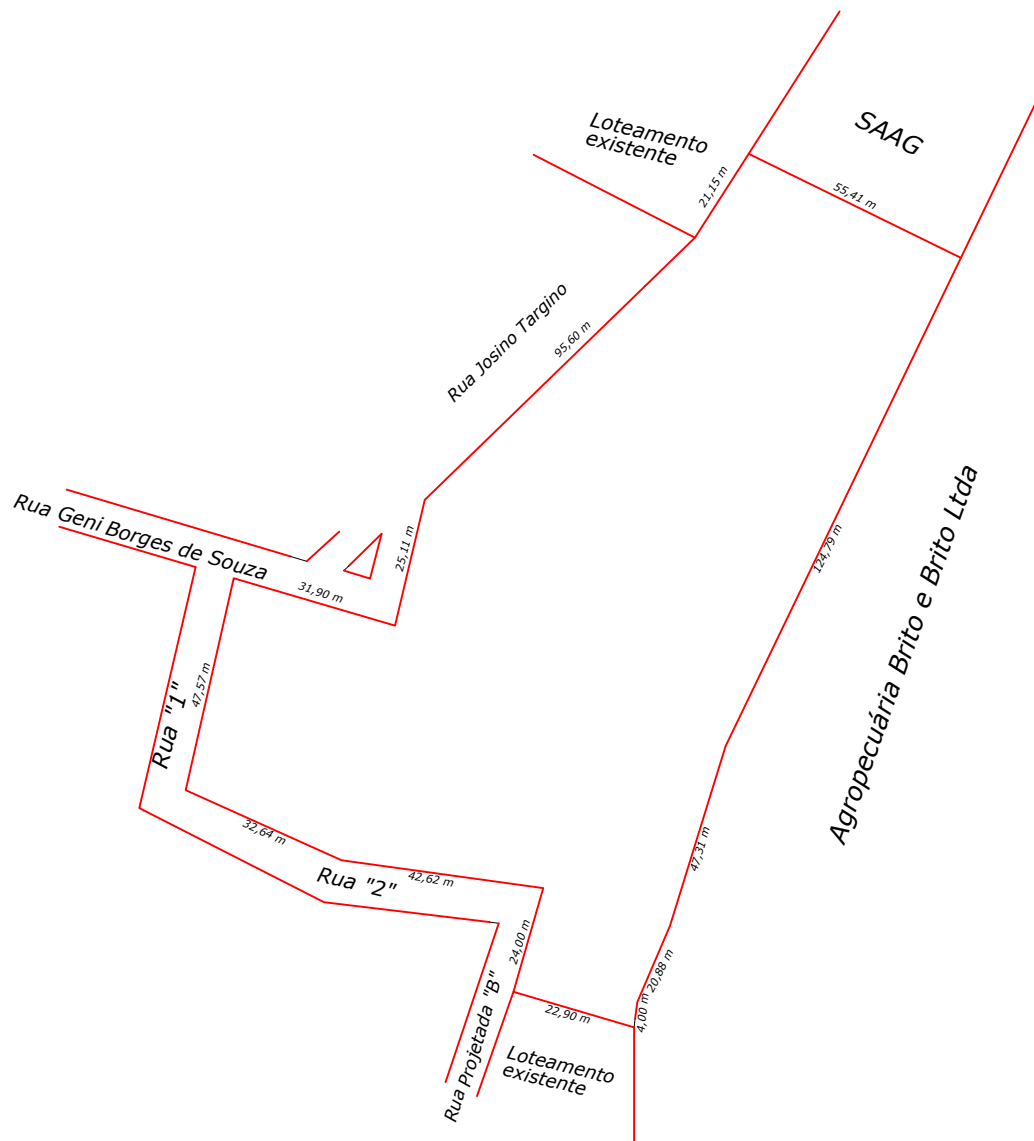 SAAG
Loteamento
existente
21,15 m
55,41 m
Rua Josino Targino
95,60 m
Rua Geni Borges de Souza
31,90 m
25,11 m
124,79 m
Agropecuária Brito e Brito Ltda
Rua "1"
47,57 m
32,64 m
Rua "2"
42,62 m
47,31 m
24,00 m
20,88 m
4,00 m
22,90 m
Rua Projetada "B"
Loteamento
existente